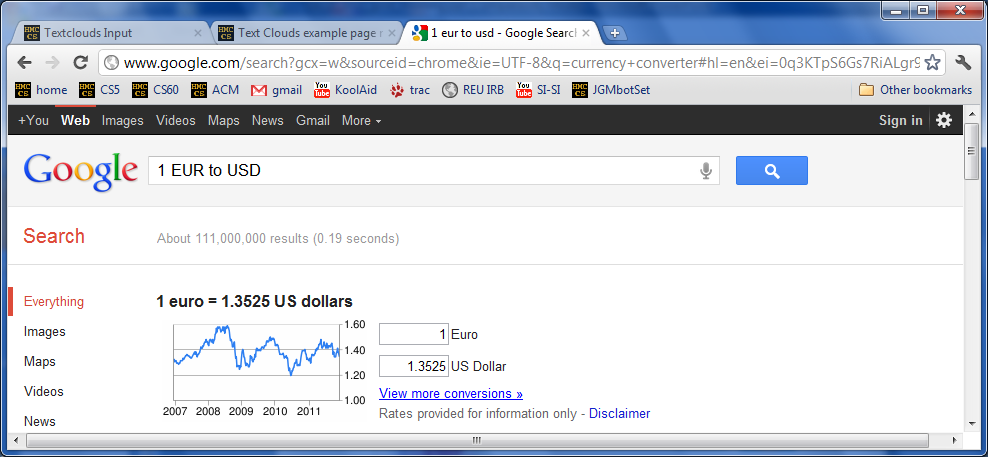 Textclouds Input
Text Clouds example page r
1 eur to usd - Google Search
www.google.com/search?gcx=w&sourceid=chrome&ie=UTF-8&q=currency+converter#hl=en&ei=0q3KTpS6Gs7RiALgr9
home CS5 CS60 ACM gmail KoolAid trac REU IRB SI-SI JGMbotSet Other bookmarks
+You Web Images Videos Maps News Gmail More Sign in
Google 1 EUR to USD
Search About 111,000,000 results (0.19 seconds)
Everything
Images
Maps
Videos
News
1 euro = 1.3525 US dollars
1.60
1.40
1.20
1.00
2007 2008 2009 2010 2011
1 Euro
1.3525 US Dollar
View more conversions »
Rates provided for information only - Disclaimer